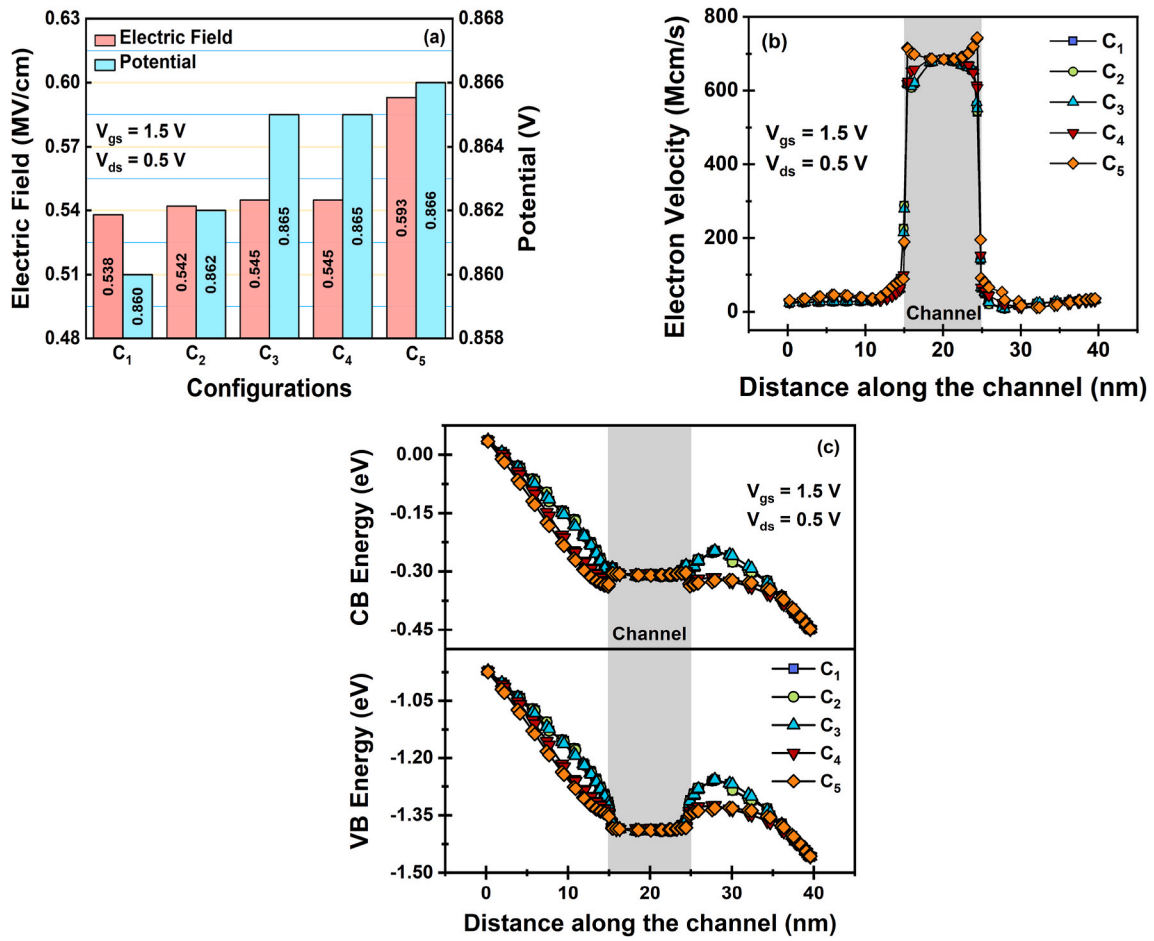 (a)
Electric Field
Potential
V_gs = 1.5 V
V_ds = 0.5 V
Electric Field (MV/cm)
0.63
0.60
0.57
0.54
0.51
0.48
Potential (V)
0.868
0.866
0.864
0.862
0.860
0.858
0.538
0.860
0.542
0.862
0.545
0.865
0.545
0.865
0.593
0.866
C1 C2 C3 C4 C5
Configurations
(b)
C1
C2
C3
C4
C5
V_gs = 1.5 V
V_ds = 0.5 V
Electron Velocity (Mcm/s)
800
600
400
200
0
Channel
0 10 20 30 40
Distance along the channel (nm)
(c)
V_gs = 1.5 V
V_ds = 0.5 V
CB Energy (eV)
0.00
-0.15
-0.30
-0.45
Channel
VB Energy (eV)
-1.05
-1.20
-1.35
-1.50
C1
C2
C3
C4
C5
0 10 20 30 40
Distance along the channel (nm)